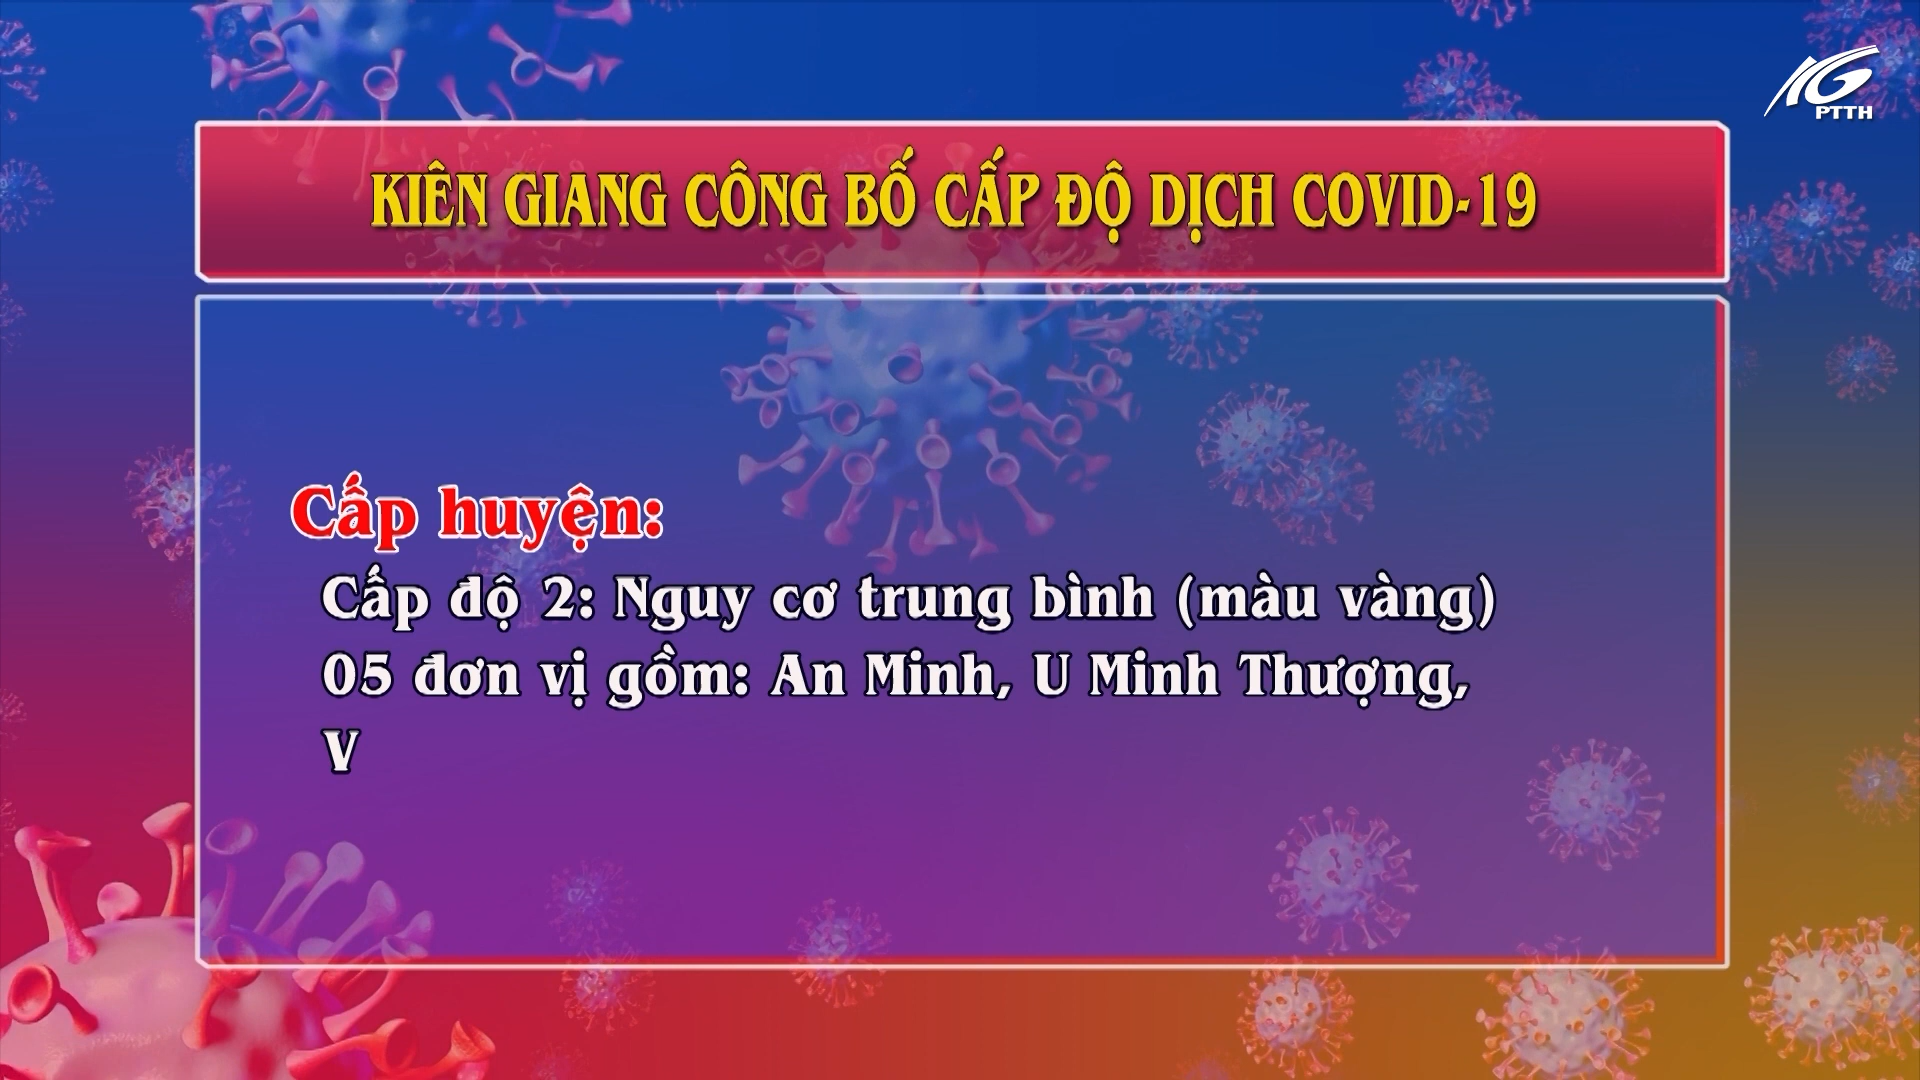 KG
PTTH
KIÊN GIANG CÔNG BỐ CẤP ĐỘ DỊCH COVID-19
Cấp huyện:
Cấp độ 2: Nguy cơ trung bình (màu vàng)
05 đơn vị gồm: An Minh, U Minh Thượng,
V